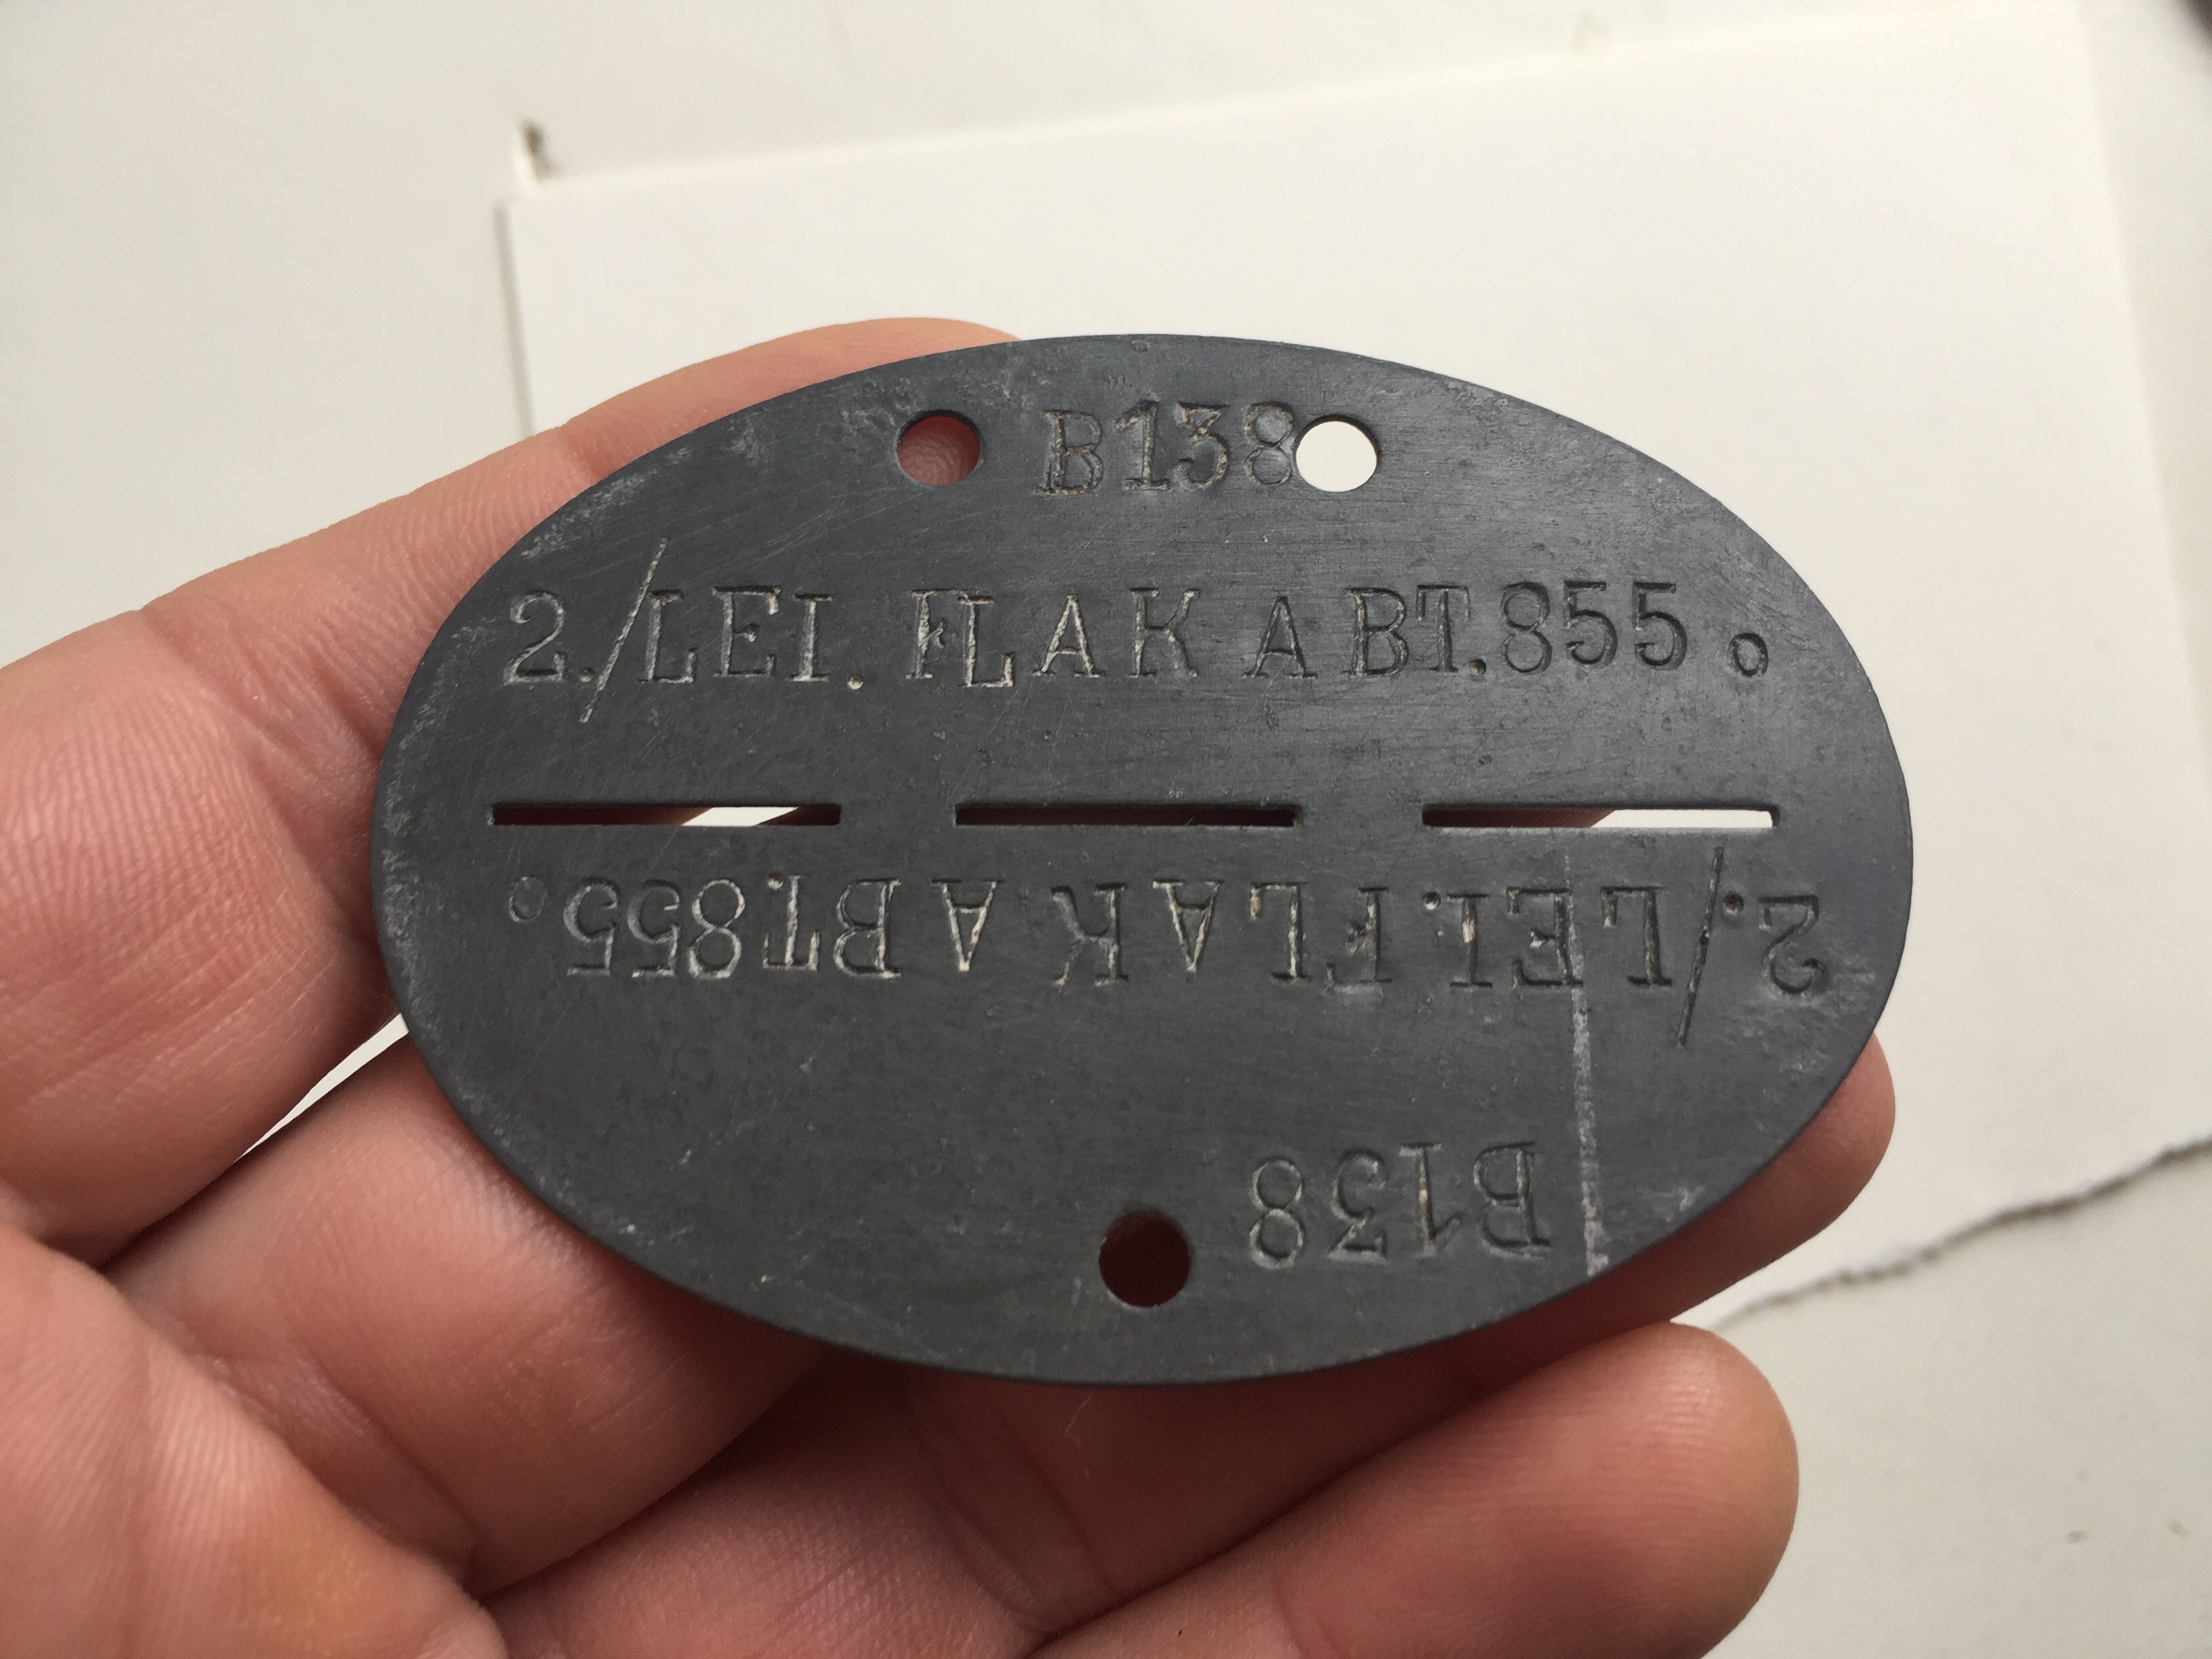 B138
2./LEI. FLAK ABT.855 O
2./LEI. FLAK ABT.855 O
B138